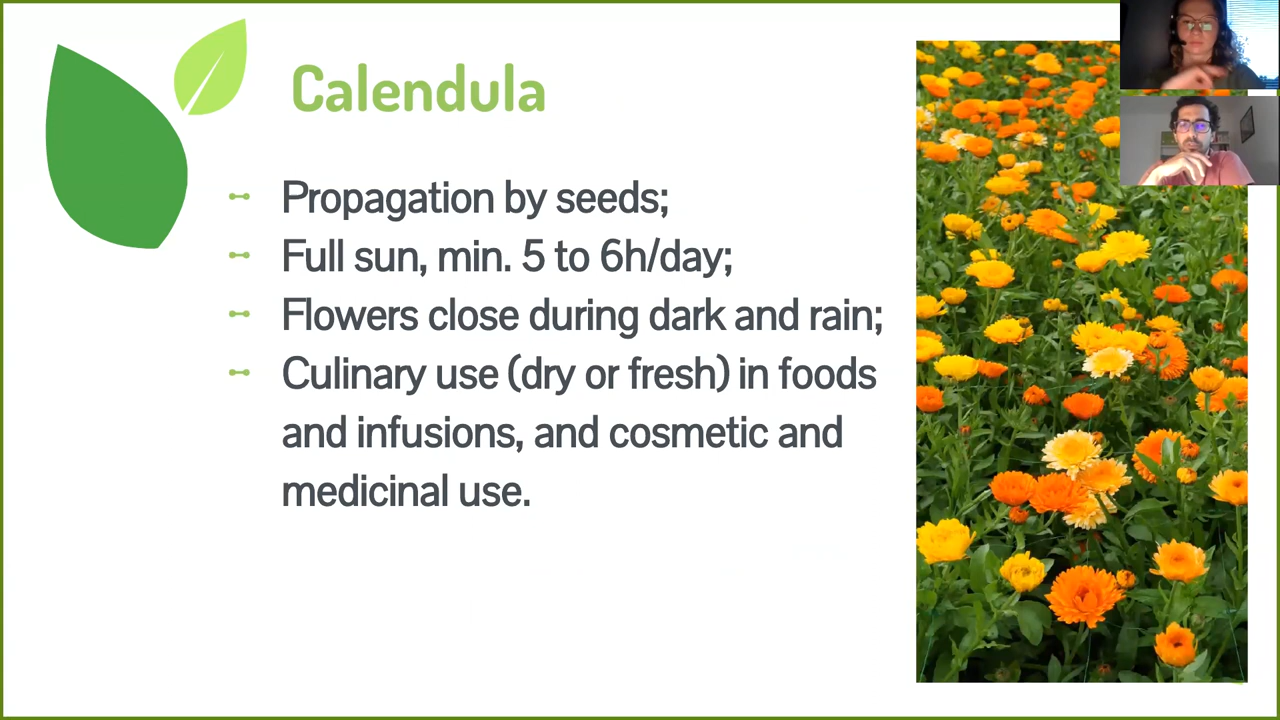 Calendula
Propagation by seeds;
Full sun, min. 5 to 6h/day;
Flowers close during dark and rain;
Culinary use (dry or fresh) in foods
and infusions, and cosmetic and
medicinal use.